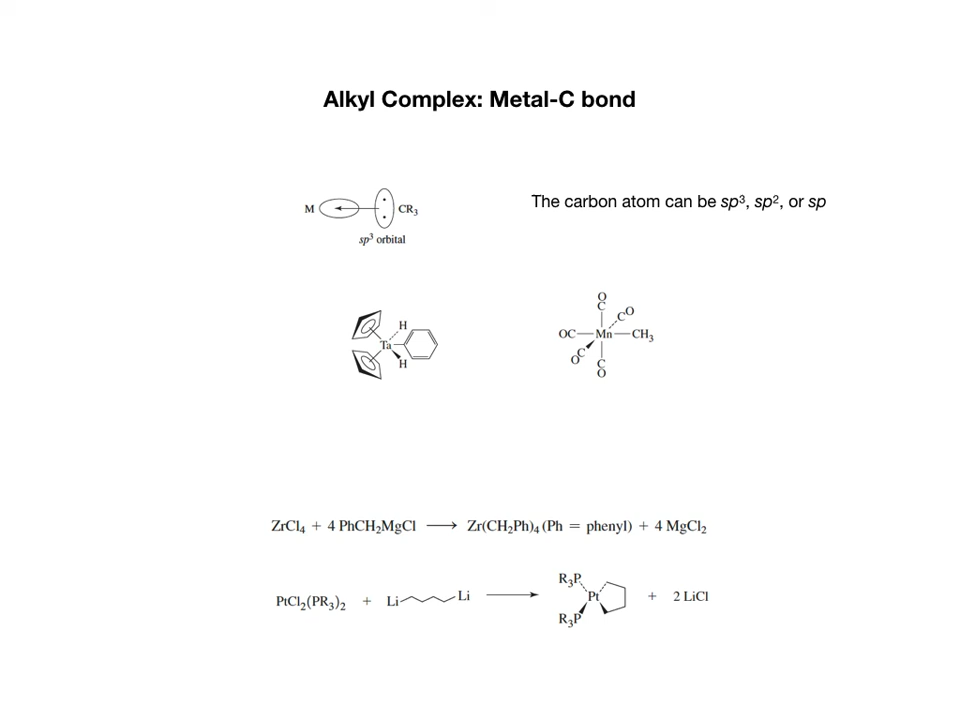 Alkyl Complex: Metal-C bond
M CR₃
The carbon atom can be sp³, sp², or sp
sp³ orbital
H
Ta
H
O
C
CO
OC Mn CH₃
OC
C
O
ZrCl₄ + 4 PhCH₂MgCl ⟶ Zr(CH₂Ph)₄ (Ph = phenyl) + 4 MgCl₂
R₃P
PtCl₂(PR₃)₂ + Li Li ⟶ Pt + 2 LiCl
R₃P